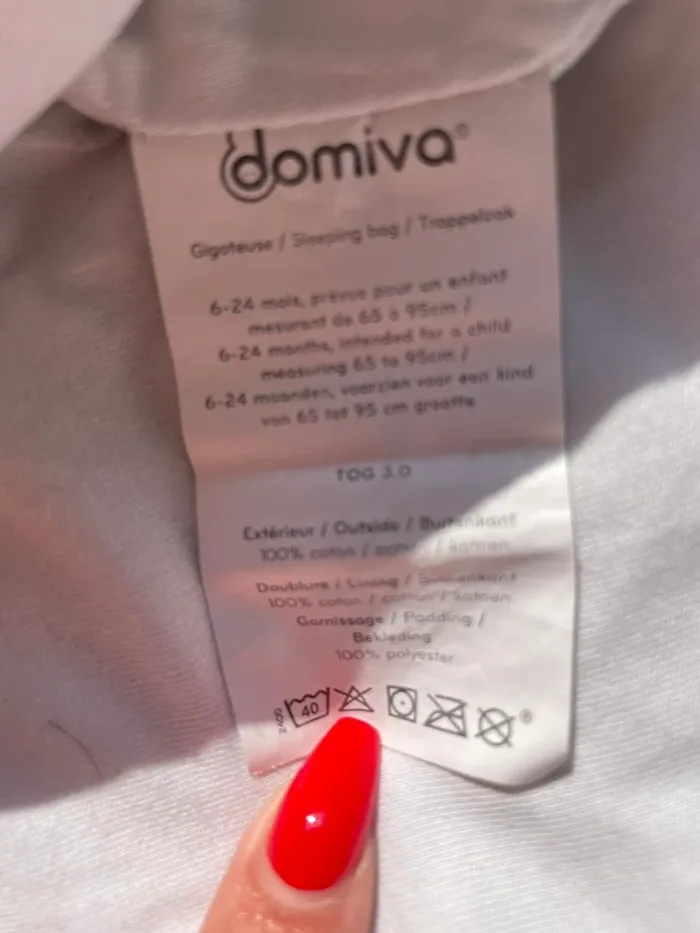 domiva®
Gigoteuse / Sleeping bag / Trappelzak
6-24 mois, prévue pour un enfant
mesurant de 65 à 95cm /
6-24 months, intended for a child
measuring 65 to 95cm /
6-24 maanden, voorzien voor een kind
van 65 tot 95 cm grootte
TOG 3.0
Extérieur / Outside / Buitenkant
100% coton / cotton / katoen
Doublure / Lining / Binnenkant
100% coton / cotton / katoen
Garnissage / Padding /
Bekleding
100% polyester
40
®